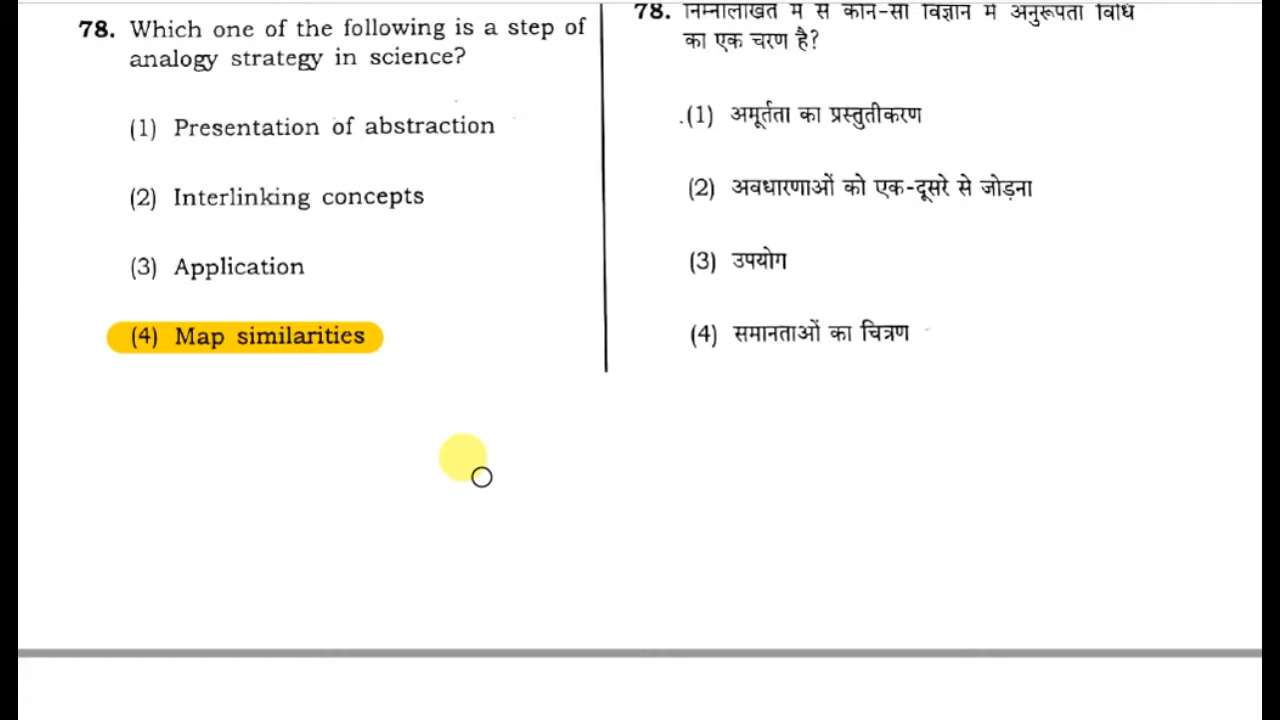 78. Which one of the following is a step of
analogy strategy in science?
(1) Presentation of abstraction
(2) Interlinking concepts
(3) Application
(4) Map similarities
78. निम्नलिखित में से कौन-सा विज्ञान में अनुरूपता विधि
का एक चरण है?
(1) अमूर्तता का प्रस्तुतीकरण
(2) अवधारणाओं को एक-दूसरे से जोड़ना
(3) उपयोग
(4) समानताओं का चित्रण